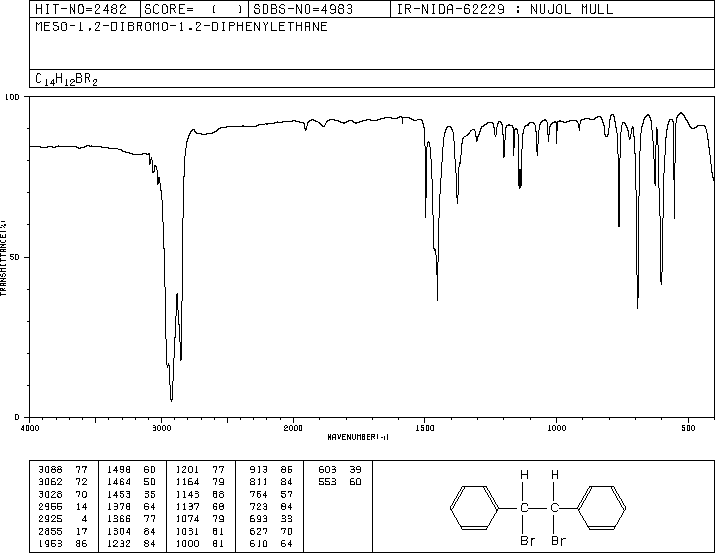 HIT-NO=2482 SCORE= ( ) SDBS-NO=4983 IR-NIDA-62229 : NUJOL MULL
MESO-1,2-DIBROMO-1,2-DIPHENYLETHANE
C14H12BR2
100
50
0
TRANSMITTANCE(%)
4000 3000 2000 1500 1000 500
WAVENUMBER(-1)
3088 77 1498 60 1201 77 913 86 603 39
3062 72 1464 50 1164 79 811 84 553 60
3028 70 1453 35 1143 68 764 57
2955 14 1378 64 1137 68 723 84
2925 4 1366 77 1074 79 693 33
2855 17 1304 84 1031 81 627 70
1953 86 1232 84 1000 81 610 64
H H
C C
Br Br